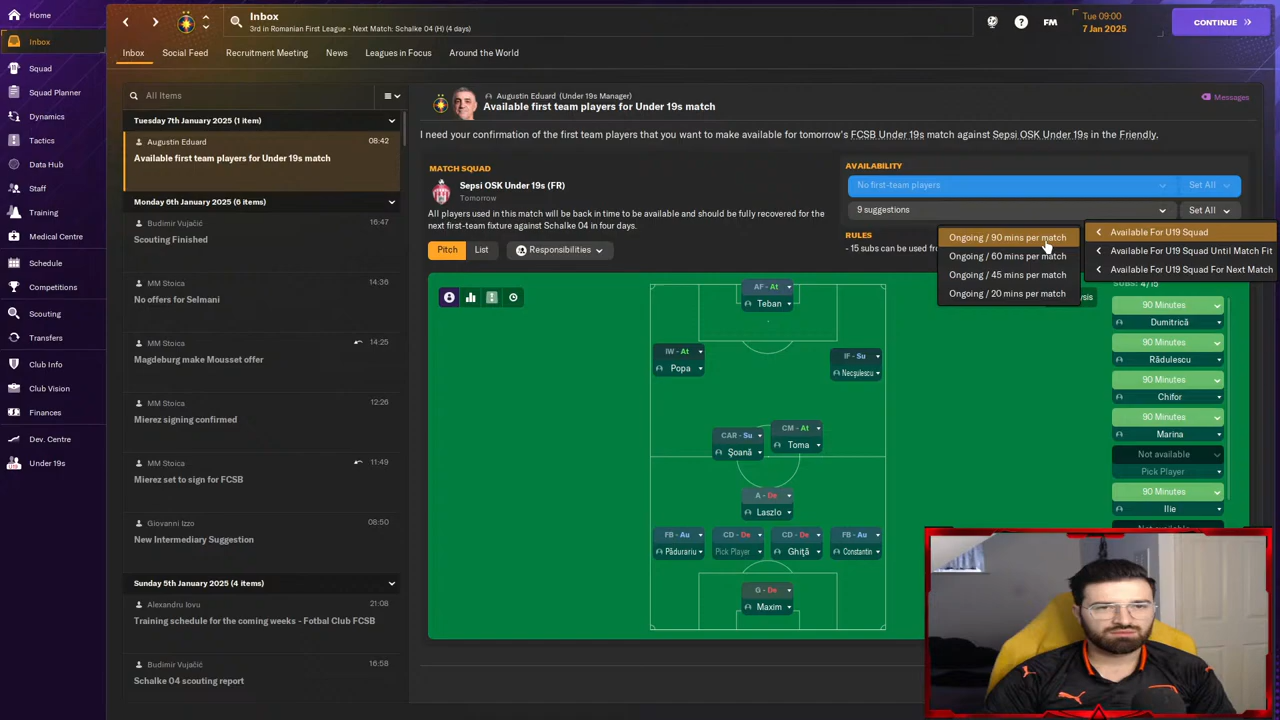 Home
Inbox
Squad
Squad Planner
Dynamics
Tactics
Data Hub
Staff
Training
Medical Centre
Schedule
Competitions
Scouting
Transfers
Club Info
Club Vision
Finances
Dev. Centre
Under 19s
Inbox
3rd in Romanian First League - Next Match: Schalke 04 (H) (4 days)
FM
Tue 09:00
7 Jan 2025
CONTINUE
Inbox
Social Feed
Recruitment Meeting
News
Leagues in Focus
Around the World
All Items
Tuesday 7th January 2025 (1 item)
Augustin Eduard 08:42
Available first team players for Under 19s match
Monday 6th January 2025 (6 items)
Budimir Vujačić 16:47
Scouting Finished
MM Stoica 14:36
No offers for Selmani
MM Stoica 14:25
Magdeburg make Mousset offer
MM Stoica 12:26
Mierez signing confirmed
MM Stoica 11:49
Mierez set to sign for FCSB
Giovanni Izzo 08:50
New Intermediary Suggestion
Sunday 5th January 2025 (4 items)
Alexandru Iovu 21:08
Training schedule for the coming weeks - Fotbal Club FCSB
Budimir Vujačić 16:58
Schalke 04 scouting report
Augustin Eduard (Under 19s Manager)
Available first team players for Under 19s match
Messages
I need your confirmation of the first team players that you want to make available for tomorrow's FCSB Under 19s match against Sepsi OSK Under 19s in the Friendly.
MATCH SQUAD
Sepsi OSK Under 19s (FR)
Tomorrow
All players used in this match will be back in time to be available and should be fully recovered for the
next fixture against Schalke 04 in four days.
Pitch
List
Responsibilities
AVAILABILITY
No first-team players
Set All
9 suggestions
Set All
RULES
- 15 subs can be used fro
Ongoing / 90 mins per match
Ongoing / 60 mins per match
Ongoing / 45 mins per match
Ongoing / 20 mins per match
Available For U19 Squad
Available For U19 Squad Until Match Fit
Available For U19 Squad For Next Match
SUBS: 4/15
AF - At
Teban
IW - At
Popa
IF - Su
Necşulescu
CAR - Su
Şoană
CM - At
Toma
A - De
Laszlo
FB - Au
Pădurariu
CD - De
Pick Player
CD - De
Ghiţă
FB - Au
Constantin
G - De
Maxim
90 Minutes
Dumitrică
90 Minutes
Rădulescu
90 Minutes
Chifor
90 Minutes
Marina
Not available
Pick Player
90 Minutes
Ilie